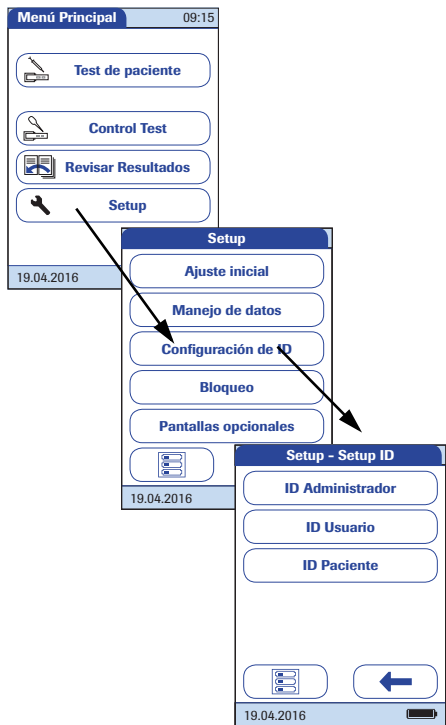 Menú Principal 09:15
Test de paciente
Control Test
Revisar Resultados
Setup
19.04.2016
Setup
Ajuste inicial
Manejo de datos
Configuración de ID
Bloqueo
Pantallas opcionales
19.04.2016
Setup - Setup ID
ID Administrador
ID Usuario
ID Paciente
19.04.2016